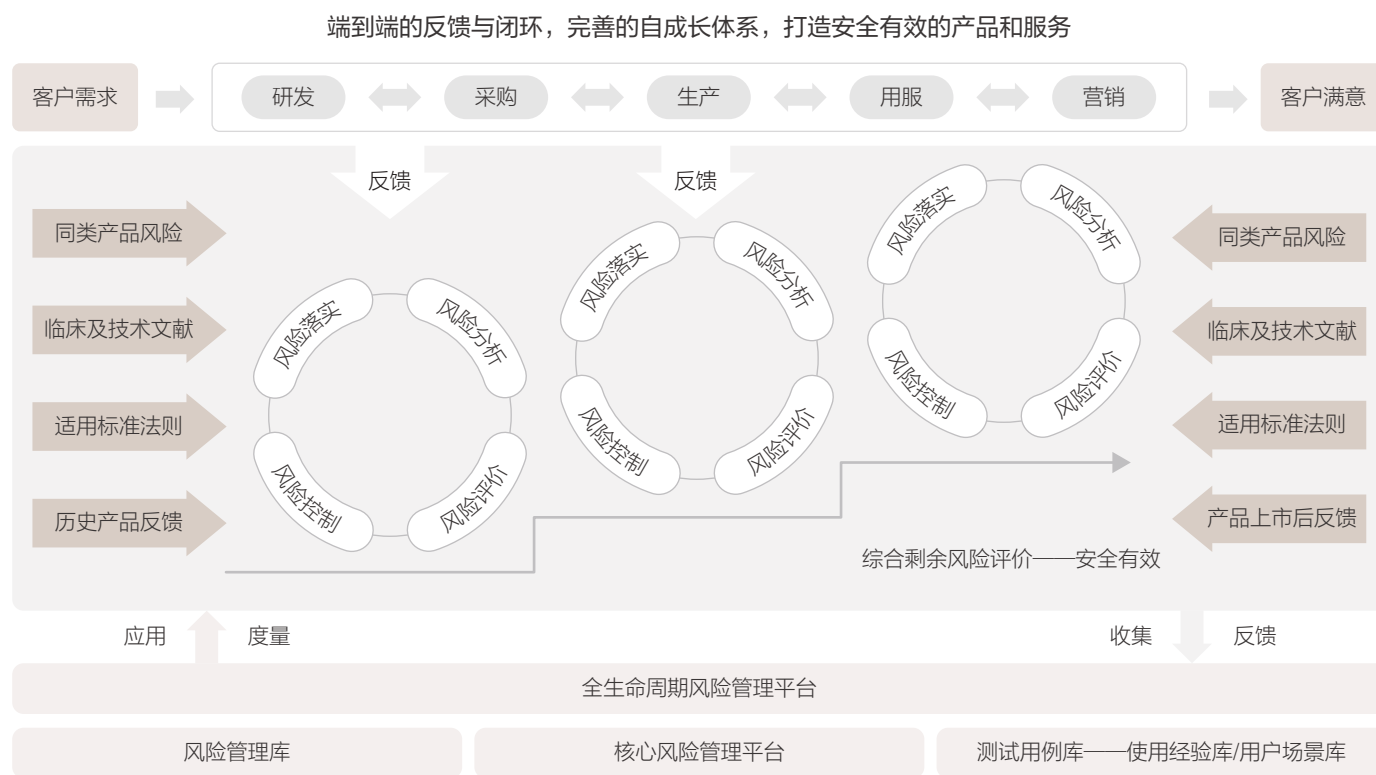 端到端的反馈与闭环，完善的自成长体系，打造安全有效的产品和服务
客户需求
研发
采购
生产
用服
营销
客户满意
反馈
反馈
同类产品风险
临床及技术文献
适用标准法则
历史产品反馈
风险落实
风险分析
风险控制
风险评价
风险落实
风险分析
风险控制
风险评价
风险落实
风险分析
风险控制
风险评价
同类产品风险
临床及技术文献
适用标准法则
产品上市后反馈
综合剩余风险评价——安全有效
应用
度量
收集
反馈
全生命周期风险管理平台
风险管理库
核心风险管理平台
测试用例库——使用经验库/用户场景库